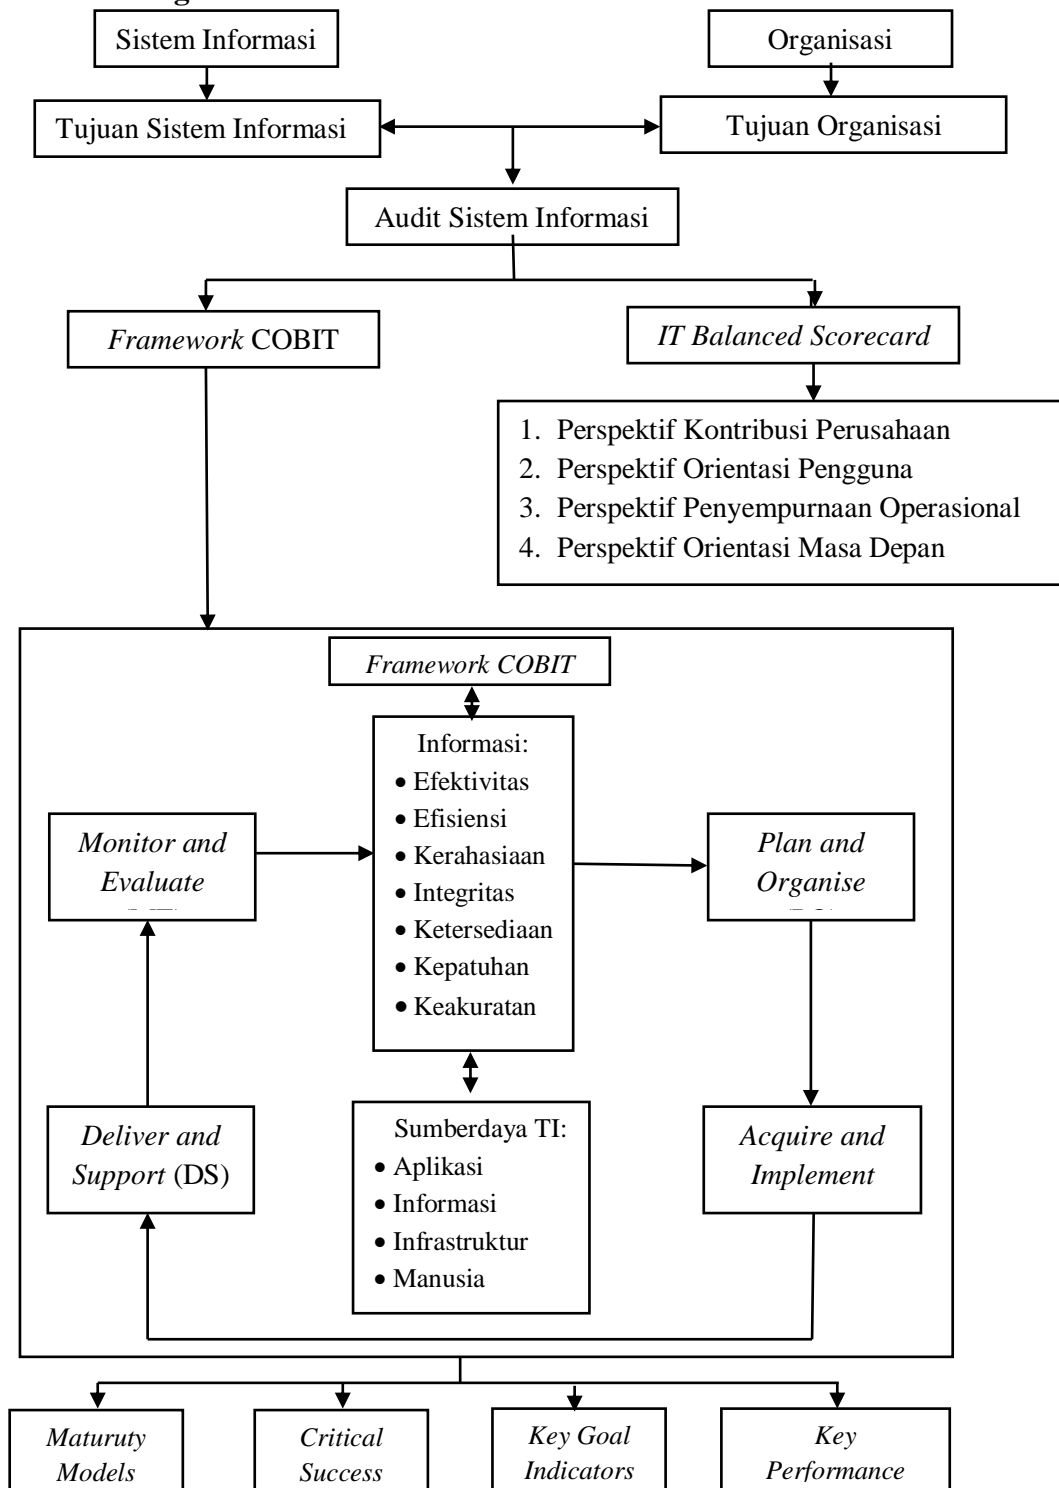 Sistem Informasi
Organisasi
Tujuan Sistem Informasi
Tujuan Organisasi
Audit Sistem Informasi
Framework COBIT
IT Balanced Scorecard
1. Perspektif Kontribusi Perusahaan
2. Perspektif Orientasi Pengguna
3. Perspektif Penyempurnaan Operasional
4. Perspektif Orientasi Masa Depan
Framework COBIT
Informasi:
• Efektivitas
• Efisiensi
• Kerahasiaan
• Integritas
• Ketersediaan
• Kepatuhan
• Keakuratan
Monitor and
Evaluate
Plan and
Organise
Deliver and
Support (DS)
Sumberdaya TI:
• Aplikasi
• Informasi
• Infrastruktur
• Manusia
Acquire and
Implement
Maturuty
Models
Critical
Success
Key Goal
Indicators
Key
Performance